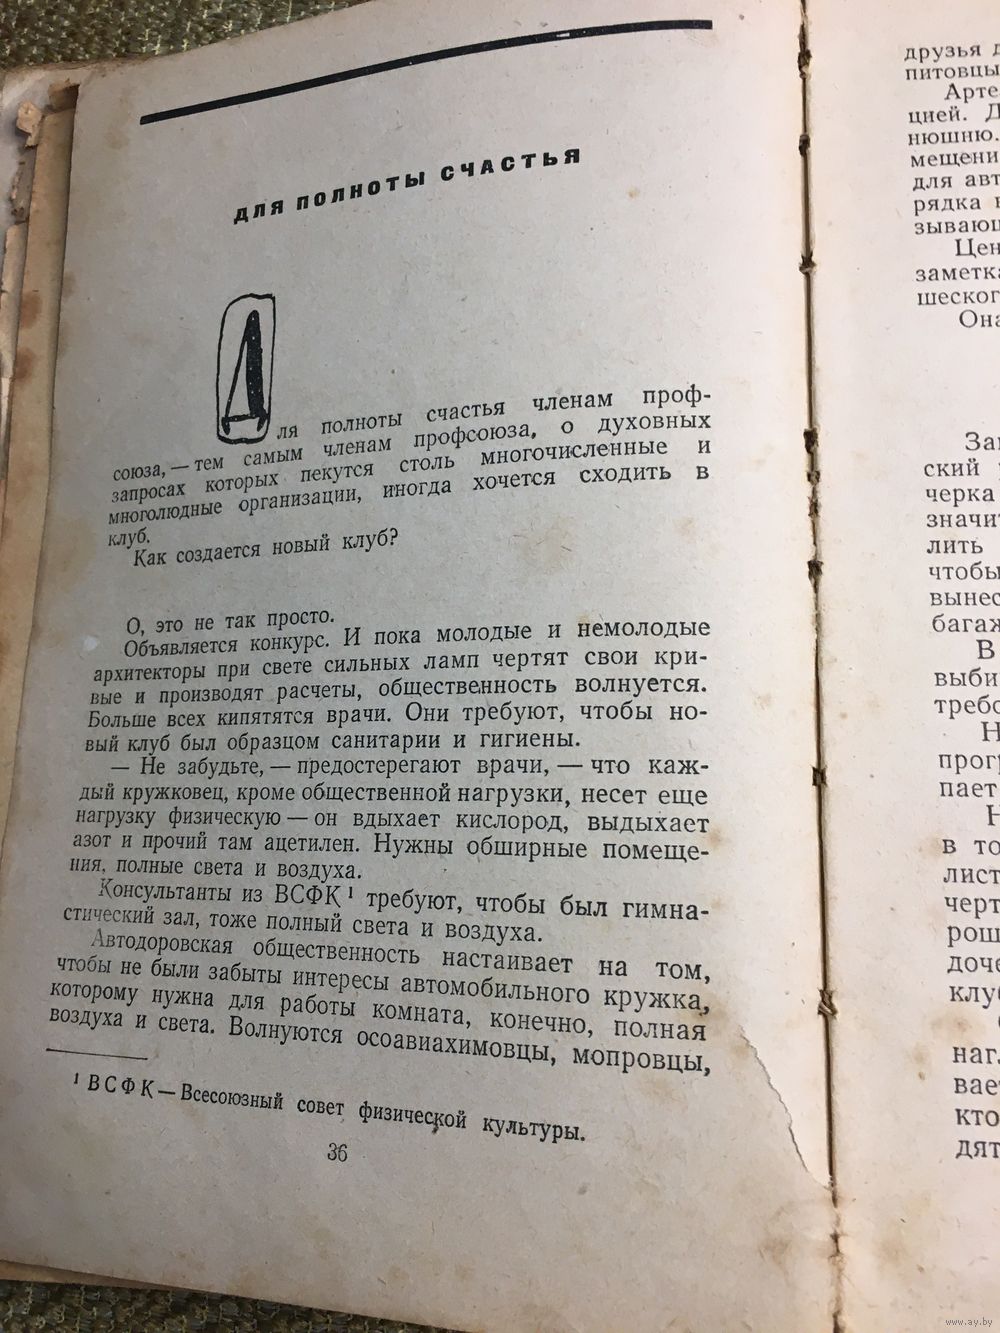 ДЛЯ ПОЛНОТЫ СЧАСТЬЯ
Для полноты счастья членам проф-
союза, — тем самым членам профсоюза, о духовных
запросах которых пекутся столь многочисленные и
многолюдные организации, иногда хочется сходить в
клуб.
Как создается новый клуб?
О, это не так просто.
Объявляется конкурс. И пока молодые и немолодые
архитекторы при свете сильных ламп чертят свои кри-
вые и производят расчеты, общественность волнуется.
Больше всех кипятятся врачи. Они требуют, чтобы но-
вый клуб был образцом санитарии и гигиены.
— Не забудьте, — предостерегают врачи, — что каж-
дый кружковец, кроме общественной нагрузки, несет еще
нагрузку физическую — он вдыхает кислород, выдыхает
азот и прочий там ацетилен. Нужны обширные помеще-
ния, полные света и воздуха.
Консультанты из ВСФК¹ требуют, чтобы был гимна-
стический зал, тоже полный света и воздуха.
Автодоровская общественность настаивает на том,
чтобы не были забыты интересы автомобильного кружка,
которому нужна для работы комната, конечно, полная
воздуха и света. Волнуются осоавиахимовцы, мопровцы,
¹ ВСФК — Всесоюзный совет физической культуры.
36
друзья д
питовцы
Арте
цией. Д
нюшню.
мещени
для авт
рядка н
зывающ
Цен
заметка
шеског
Она
Зак
ский
черка
значит
лить
чтобы
вынес
багаж
В
выби
требо
Н
прогр
пает
Н
в то
лист
черт
рош
доче
клуб
нагл
вает
кто
дят
www.ay.by